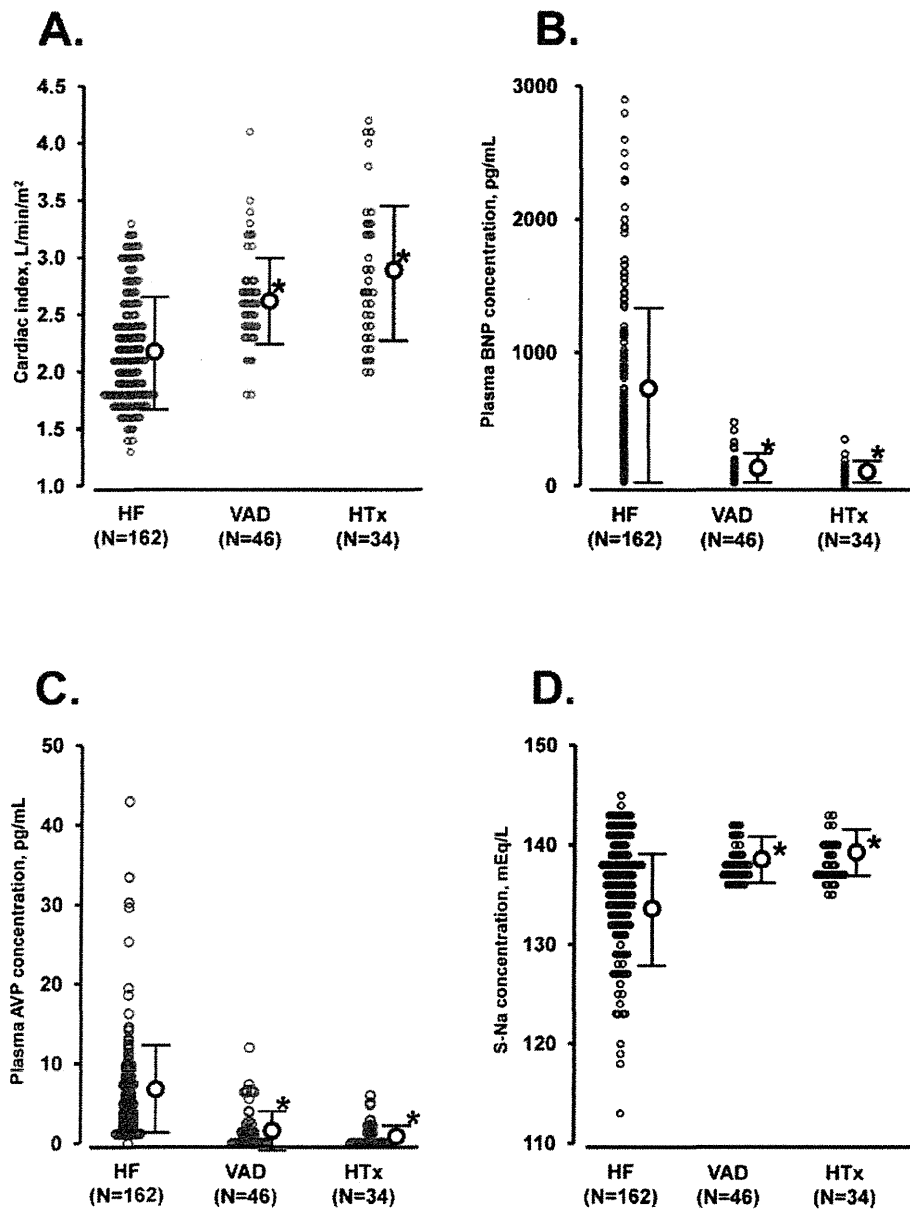 A.
Cardiac index, L/min/m²
4.5
4.0
3.5
3.0
2.5
2.0
1.5
1.0
*
*
HF
(N=162)
VAD
(N=46)
HTx
(N=34)
B.
Plasma BNP concentration, pg/mL
3000
2000
1000
0
*
*
HF
(N=162)
VAD
(N=46)
HTx
(N=34)
C.
Plasma AVP concentration, pg/mL
50
40
30
20
10
0
*
*
HF
(N=162)
VAD
(N=46)
HTx
(N=34)
D.
S-Na concentration, mEq/L
150
140
130
120
110
*
*
HF
(N=162)
VAD
(N=46)
HTx
(N=34)